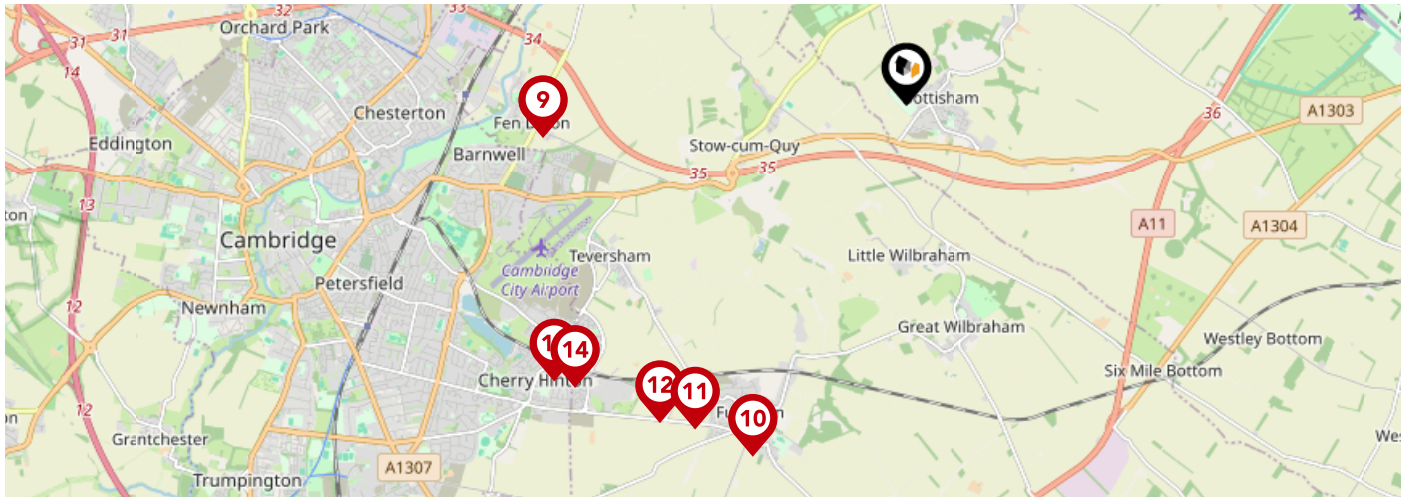 33
32
Orchard Park
31
31
34
14
9
Chesterton
Fen
Eddington
Barnwell
Stow-cum-Quy
36
A1303
35
35
13
A11
A1304
Cambridge
Teversham
Little Wilbraham
Cambridge
City Airport
Petersfield
12
Newnham
Great Wilbraham
Westley Bottom
14
Six Mile Bottom
Cherry Hinton
12
11
12
10
Grantchester
A1307
Trumpington